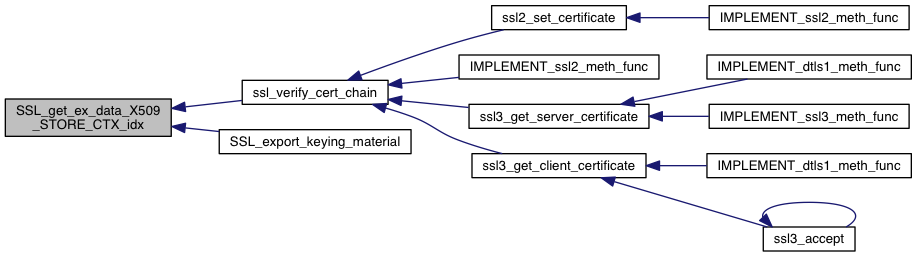 SSL_get_ex_data_X509
_STORE_CTX_idx
ssl_verify_cert_chain
SSL_export_keying_material
ssl2_set_certificate
IMPLEMENT_ssl2_meth_func
ssl3_get_server_certificate
ssl3_get_client_certificate
IMPLEMENT_ssl2_meth_func
IMPLEMENT_dtls1_meth_func
IMPLEMENT_ssl3_meth_func
IMPLEMENT_dtls1_meth_func
ssl3_accept